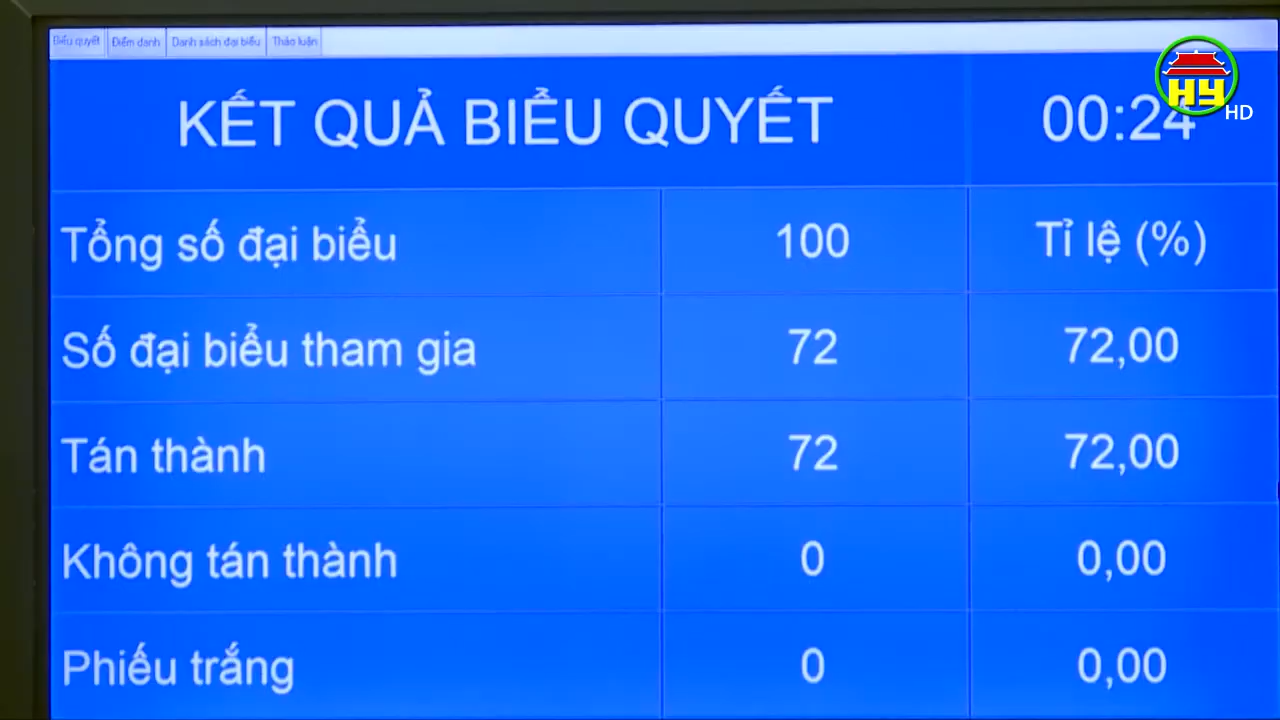 Biểu quyết Điểm danh Danh sách đại biểu Thảo luận
KẾT QUẢ BIỂU QUYẾT 00:24
HY HD
Tổng số đại biểu 100 Tỉ lệ (%)
Số đại biểu tham gia 72 72,00
Tán thành 72 72,00
Không tán thành 0 0,00
Phiếu trắng 0 0,00